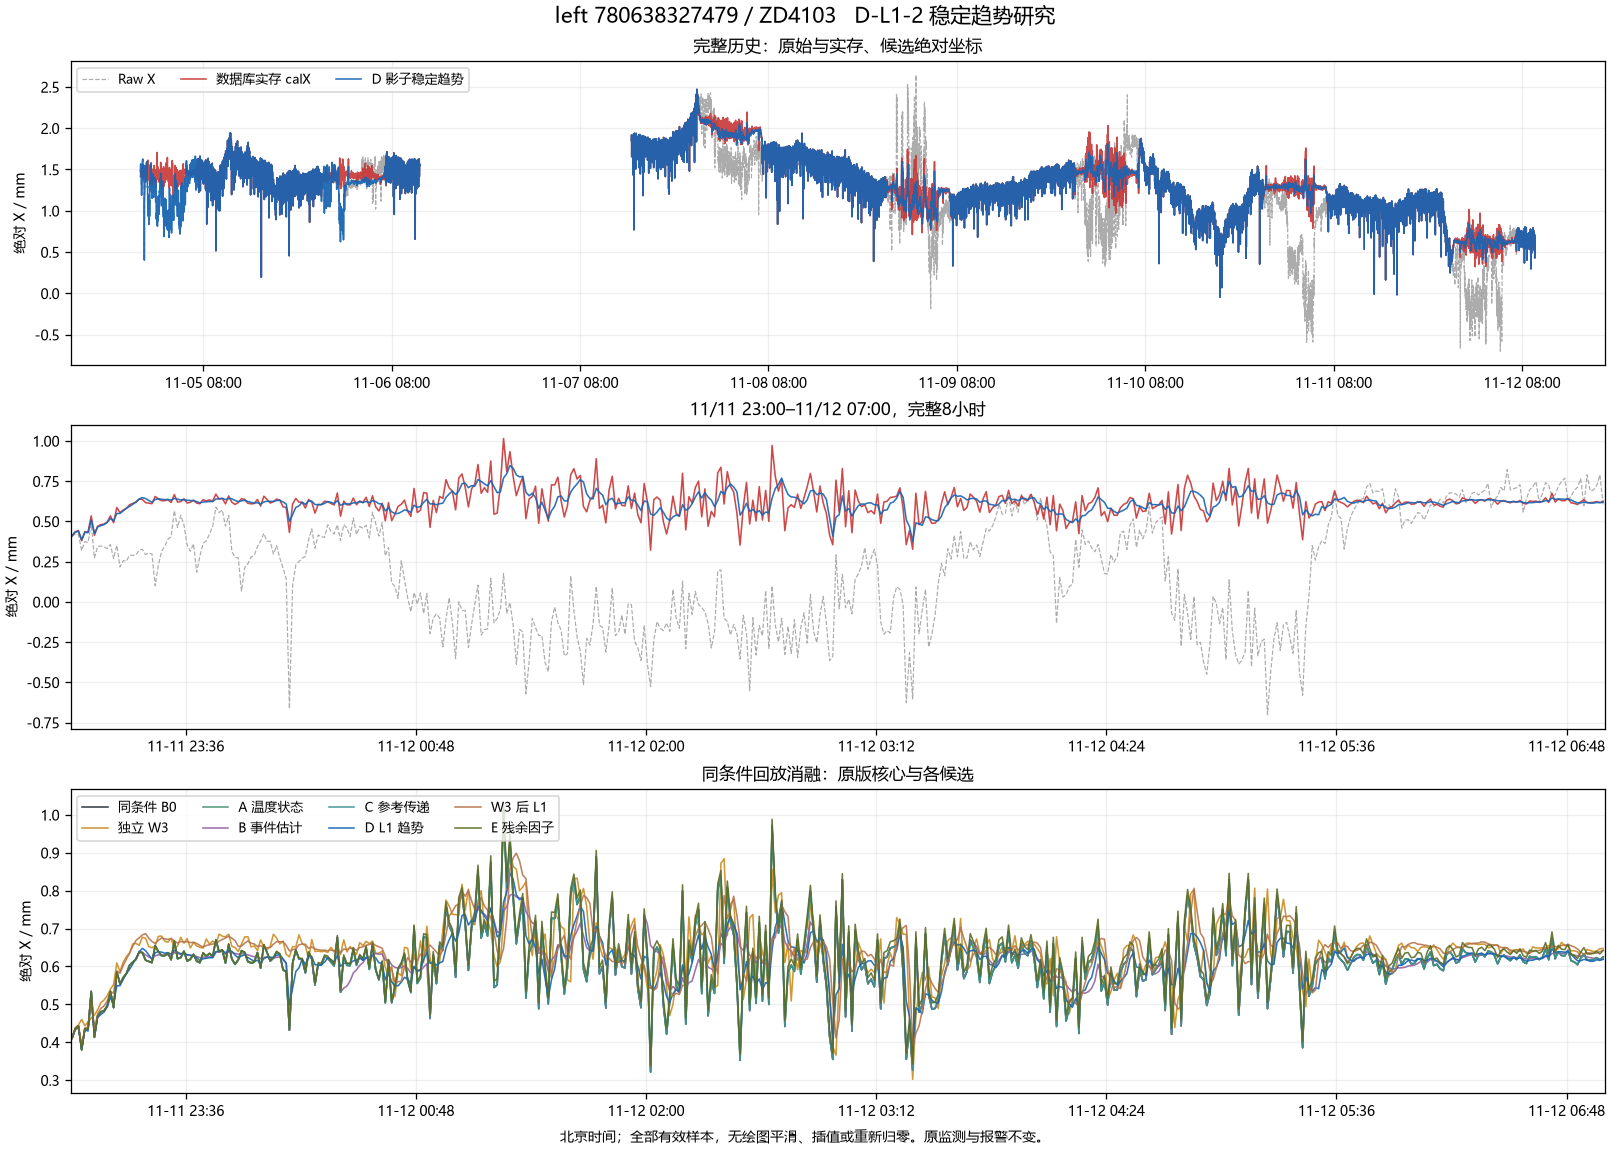 left 780638327479 / ZD4103   D-L1-2 稳定趋势研究
完整历史：原始与实存、候选绝对坐标
Raw X
数据库实存 calX
D 影子稳定趋势
绝对 X / mm
2.5
2.0
1.5
1.0
0.5
0.0
-0.5
11-05 08:00
11-06 08:00
11-07 08:00
11-08 08:00
11-09 08:00
11-10 08:00
11-11 08:00
11-12 08:00
11/11 23:00–11/12 07:00，完整8小时
绝对 X / mm
1.00
0.75
0.50
0.25
0.00
-0.25
-0.50
-0.75
11-11 23:36
11-12 00:48
11-12 02:00
11-12 03:12
11-12 04:24
11-12 05:36
11-12 06:48
同条件回放消融：原版核心与各候选
同条件 B0
A 温度状态
C 参考传递
W3 后 L1
独立 W3
B 事件估计
D L1 趋势
E 残余因子
绝对 X / mm
1.0
0.9
0.8
0.7
0.6
0.5
0.4
0.3
11-11 23:36
11-12 00:48
11-12 02:00
11-12 03:12
11-12 04:24
11-12 05:36
11-12 06:48
北京时间；全部有效样本，无绘图平滑、插值或重新归零。原监测与报警不变。